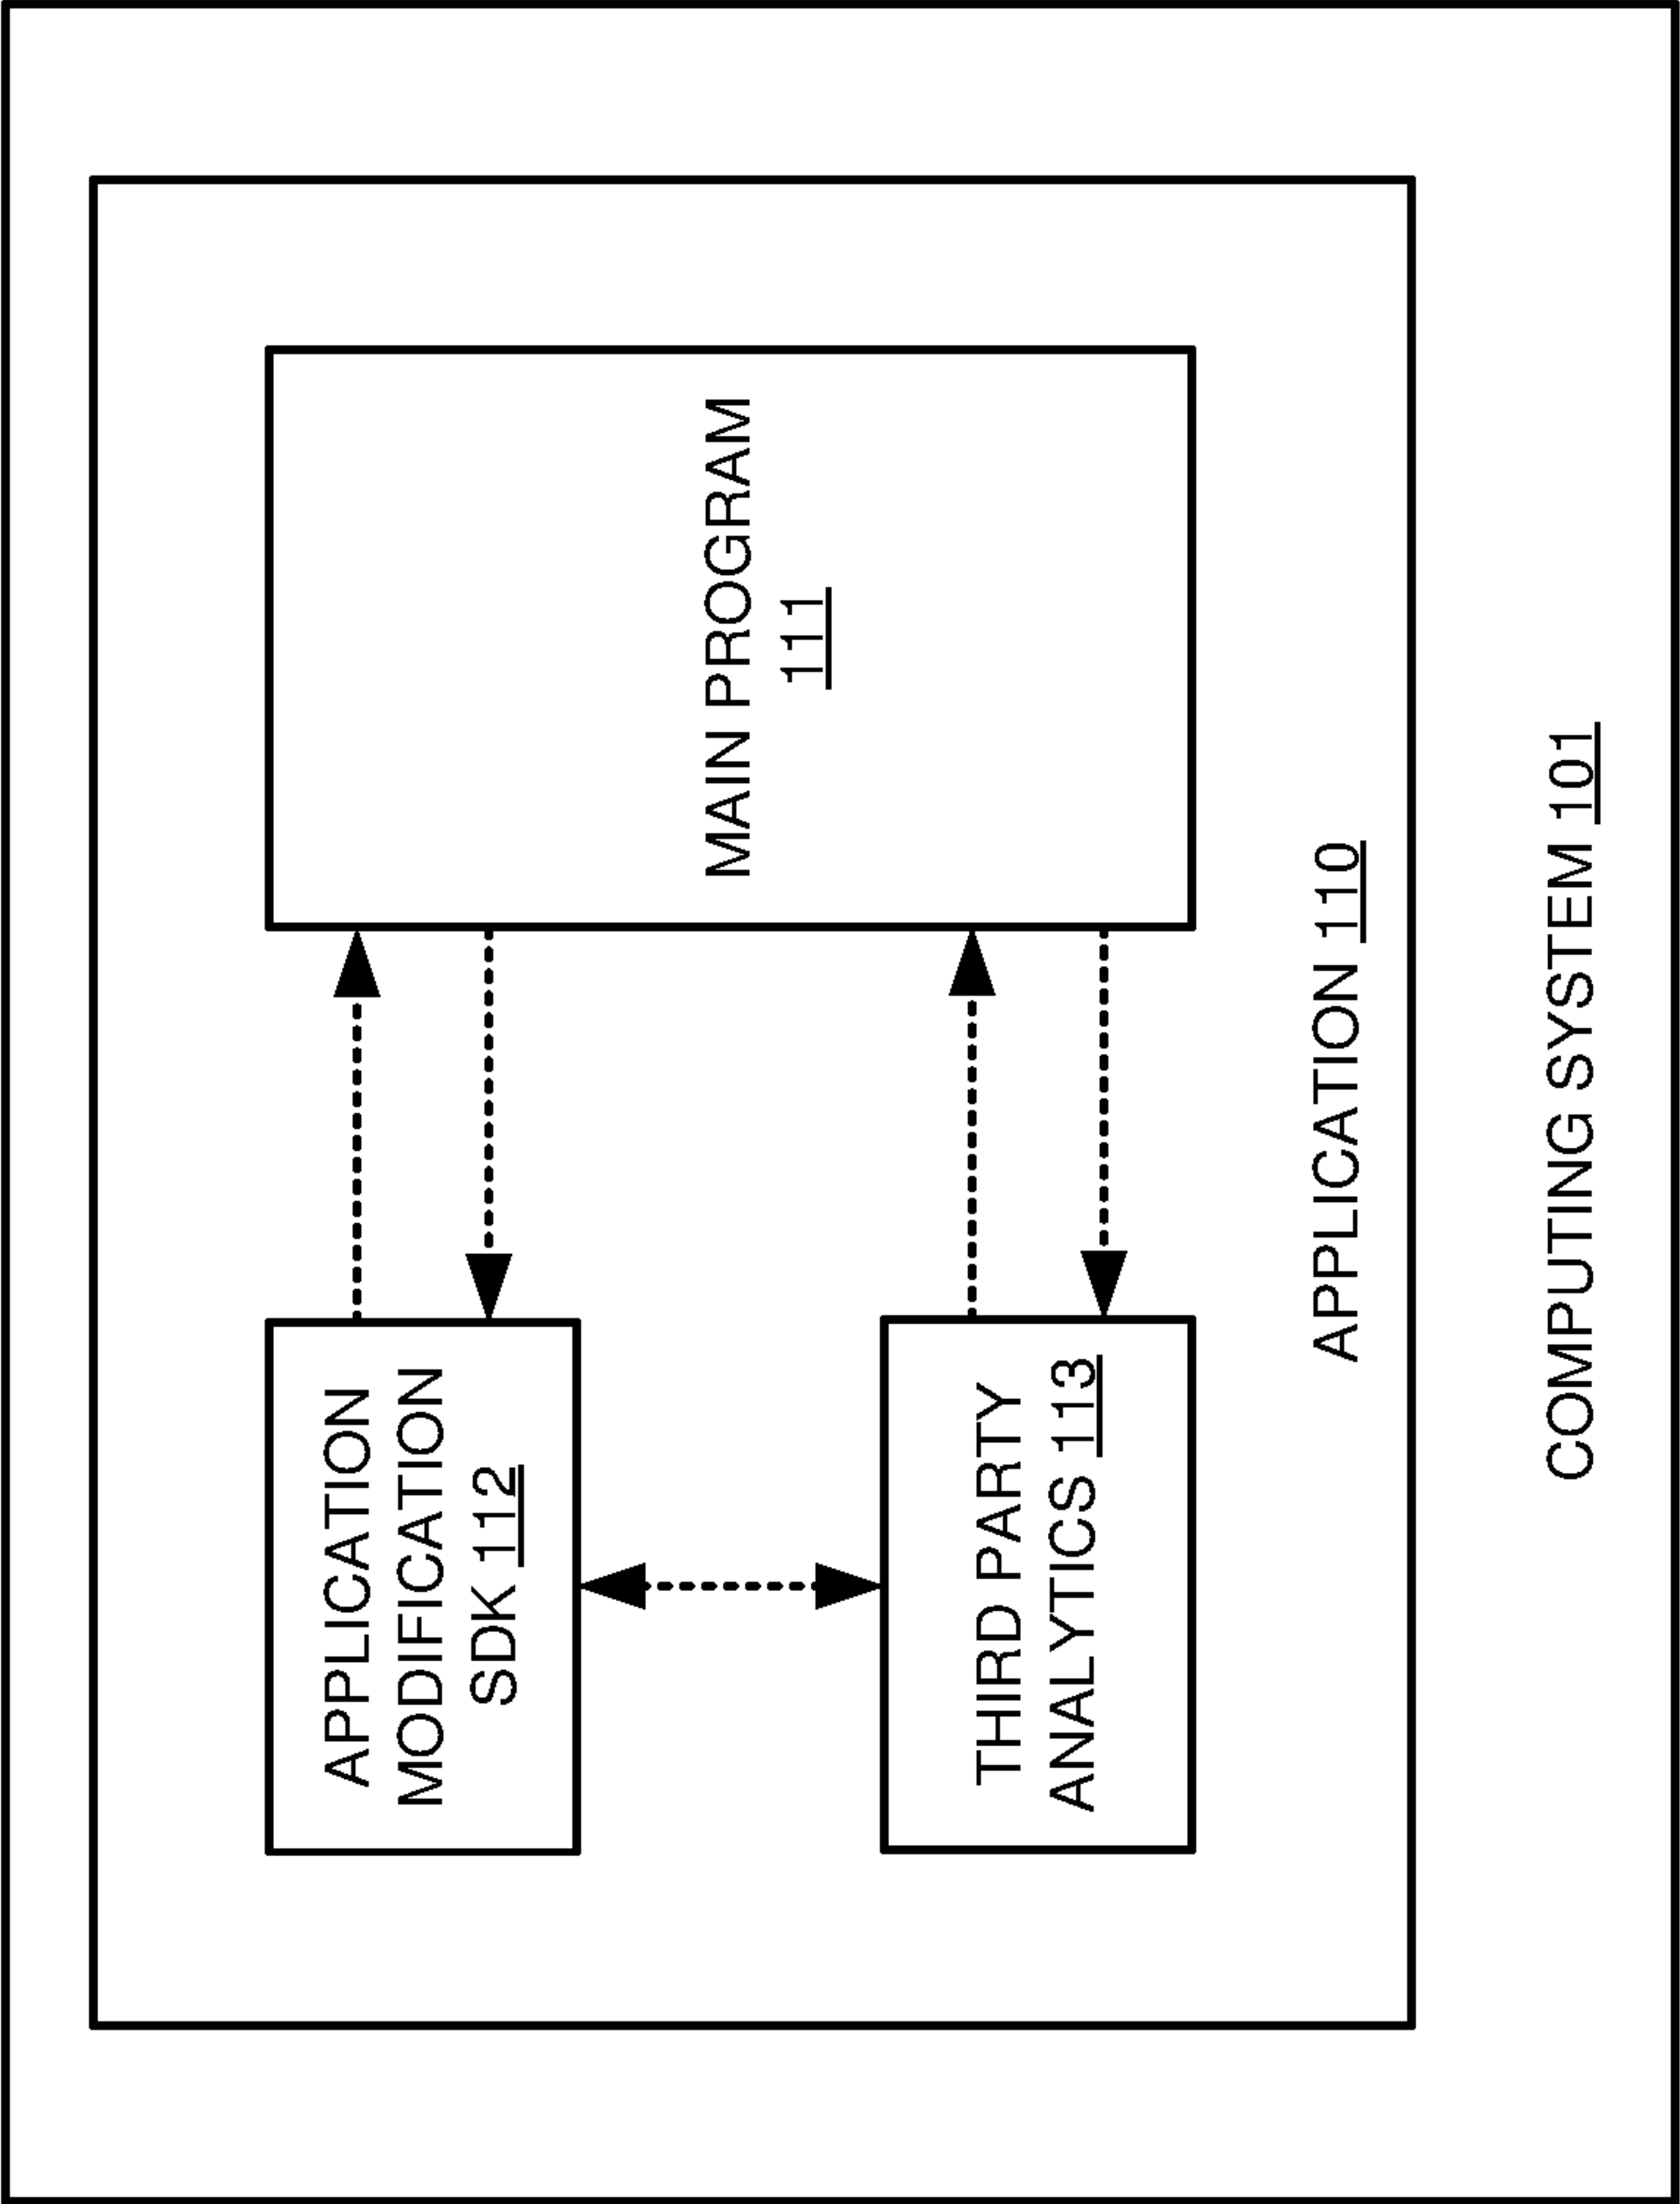 APPLICATION
MODIFICATION
SDK 112
MAIN PROGRAM
111
THIRD PARTY
ANALYTICS 113
APPLICATION 110
COMPUTING SYSTEM 101